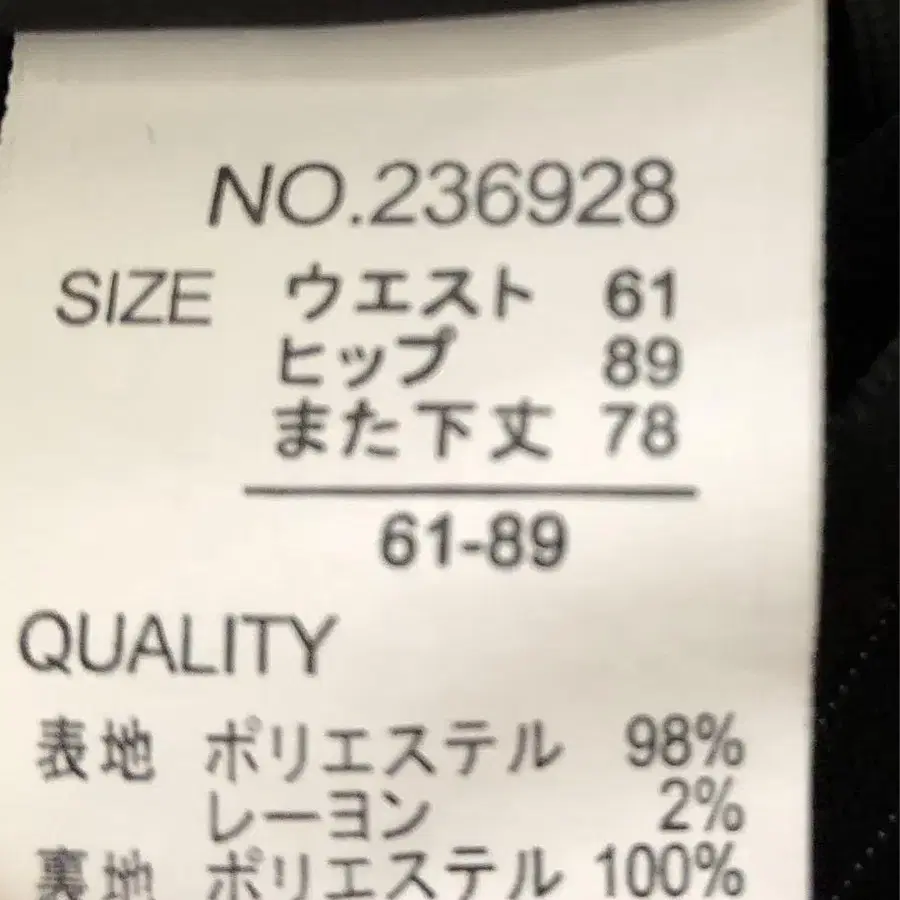 NO.236928
SIZE ウエスト 61
ヒップ 89
また下丈 78
61-89
QUALITY
表地 ポリエステル 98%
レーヨン 2%
裏地 ポリエステル 100%